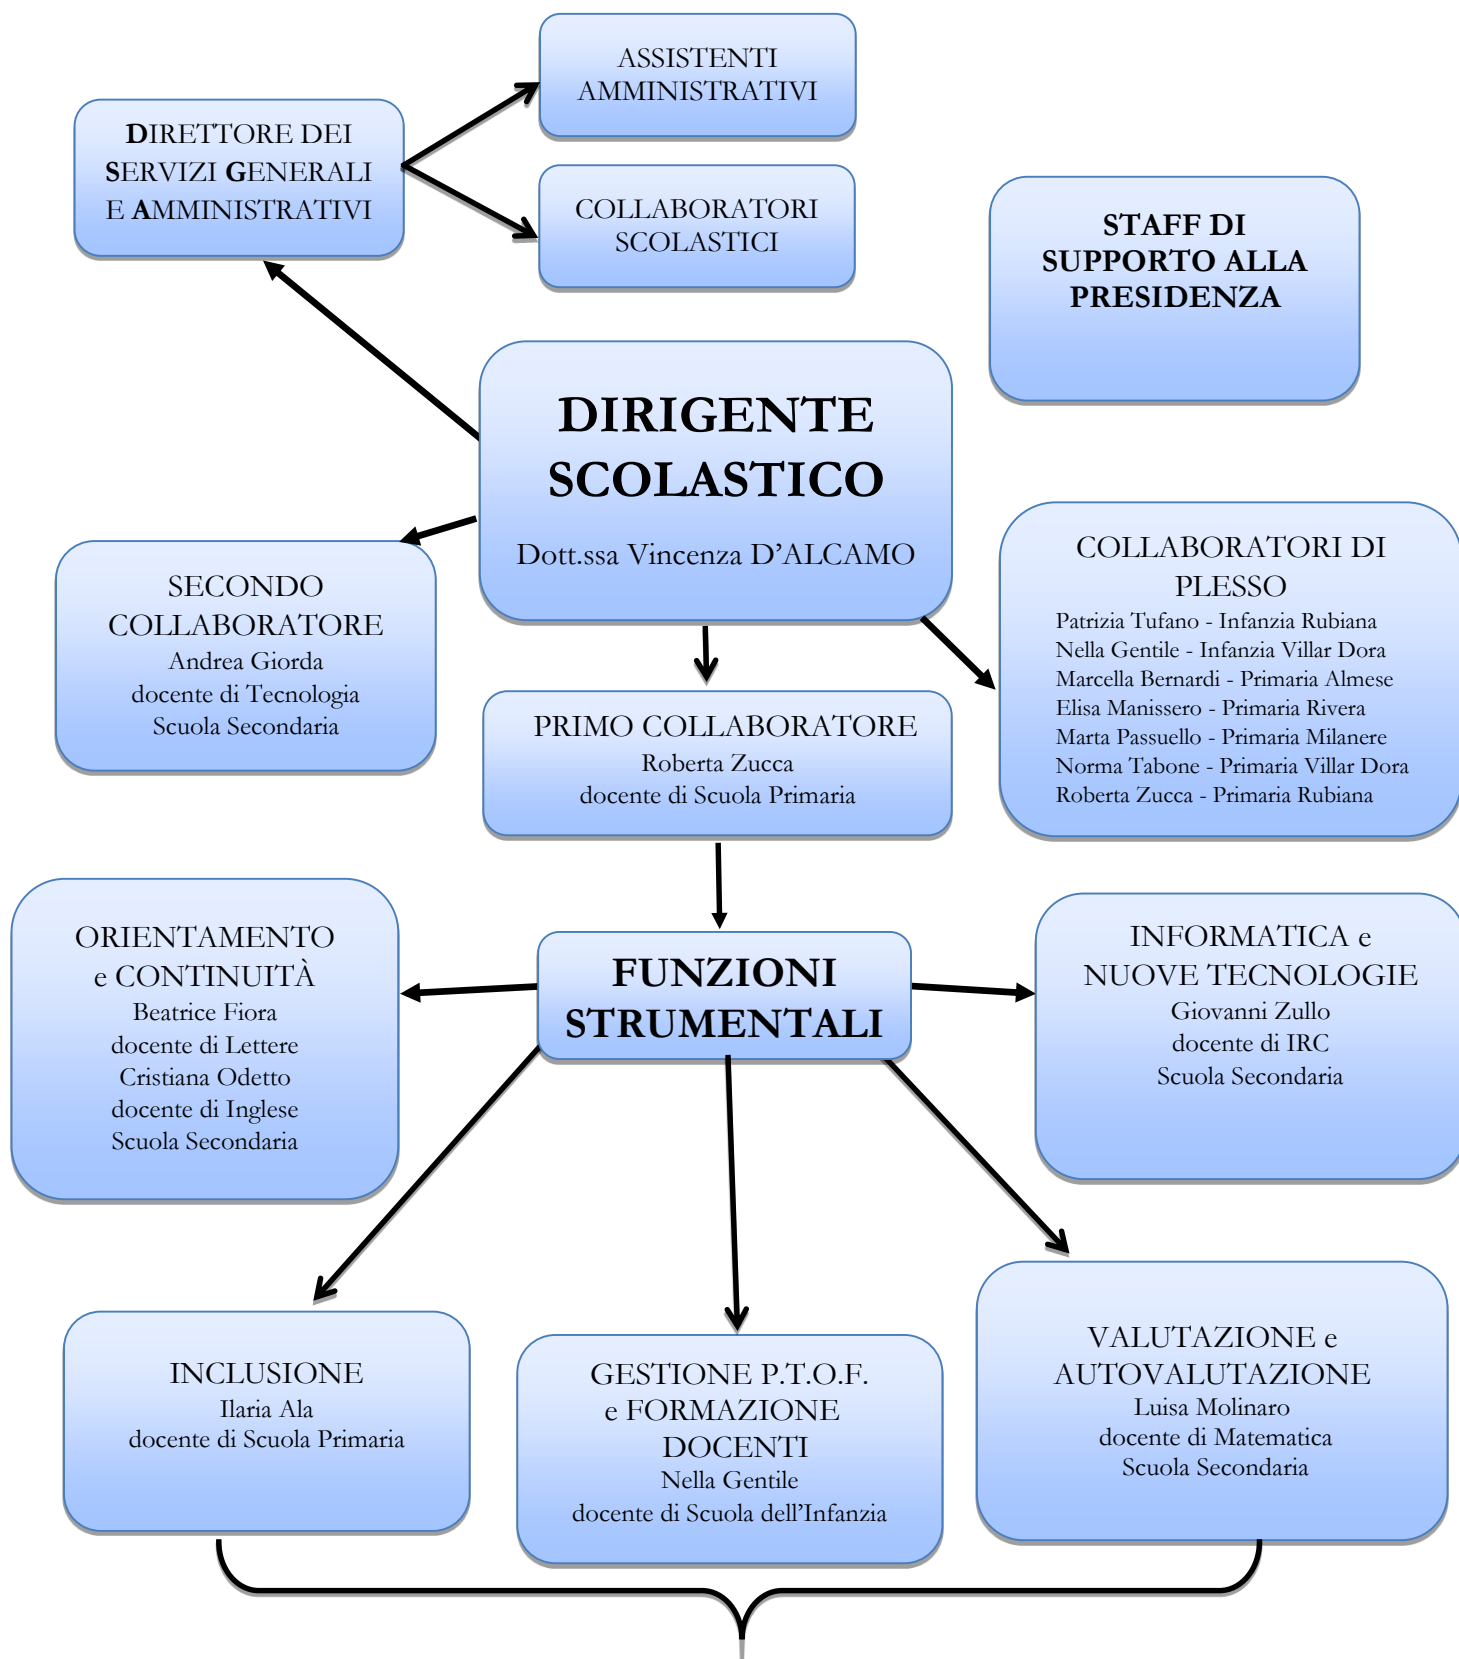 ASSISTENTI
AMMINISTRATIVI
DIRETTORE DEI
SERVIZI GENERALI
E AMMINISTRATIVI
COLLABORATORI
SCOLASTICI
STAFF DI
SUPPORTO ALLA
PRESIDENZA
DIRIGENTE
SCOLASTICO
Dott.ssa Vincenza D’ALCAMO
SECONDO
COLLABORATORE
Andrea Giorda
docente di Tecnologia
Scuola Secondaria
COLLABORATORI DI
PLESSO
Patrizia Tufano - Infanzia Rubiana
Nella Gentile - Infanzia Villar Dora
Marcella Bernardi - Primaria Almese
Elisa Manissero - Primaria Rivera
Marta Passuello - Primaria Milanere
Norma Tabone - Primaria Villar Dora
Roberta Zucca - Primaria Rubiana
PRIMO COLLABORATORE
Roberta Zucca
docente di Scuola Primaria
ORIENTAMENTO
e CONTINUITÀ
Beatrice Fiora
docente di Lettere
Cristiana Odetto
docente di Inglese
Scuola Secondaria
FUNZIONI
STRUMENTALI
INFORMATICA e
NUOVE TECNOLOGIE
Giovanni Zullo
docente di IRC
Scuola Secondaria
INCLUSIONE
Ilaria Ala
docente di Scuola Primaria
GESTIONE P.T.O.F.
e FORMAZIONE
DOCENTI
Nella Gentile
docente di Scuola dell’Infanzia
VALUTAZIONE e
AUTOVALUTAZIONE
Luisa Molinaro
docente di Matematica
Scuola Secondaria